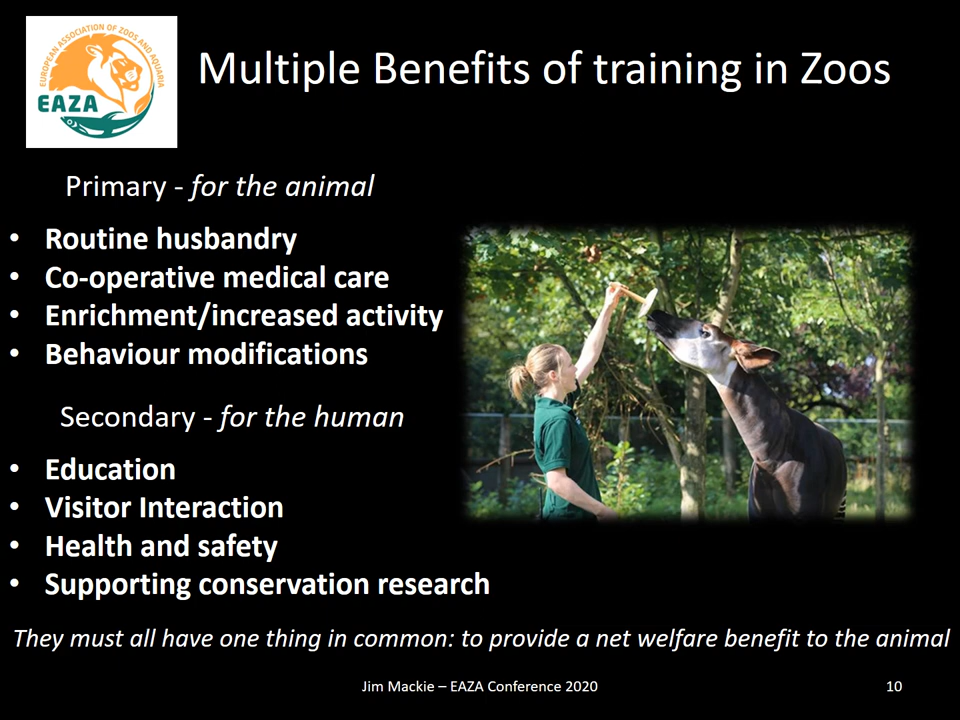 EUROPEAN ASSOCIATION OF ZOOS AND AQUARIA
EAZA
Multiple Benefits of training in Zoos
Primary - for the animal
• Routine husbandry
• Co-operative medical care
• Enrichment/increased activity
• Behaviour modifications
Secondary - for the human
• Education
• Visitor Interaction
• Health and safety
• Supporting conservation research
They must all have one thing in common: to provide a net welfare benefit to the animal
Jim Mackie – EAZA Conference 2020
10